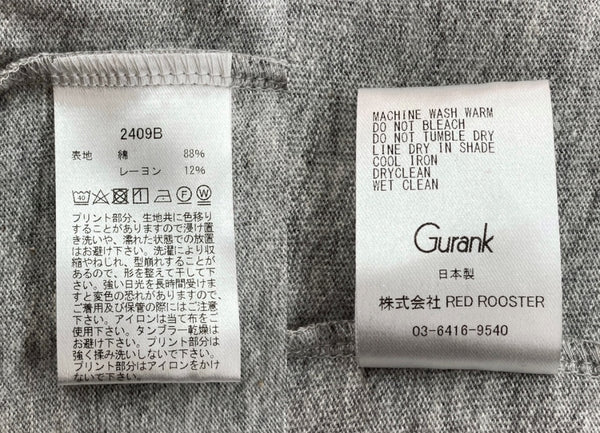 2409B
表地 綿 88%
レーヨン 12%
40 F W
プリント部分、生地共に色移り
することがありますので浸け置
き洗いや、濡れた状態での放置
はお避け下さい。洗濯により収
縮やねじれ、型崩れすることが
あるので、形を整えて干して下
さい。強い日光を長時間受けま
すと変色の恐れがありますので、
ご着用及び保管の際にはご注意
下さい。アイロンは当て布をご
使用下さい。タンブラー乾燥は
お避け下さい。プリント部分は
強く揉み洗いしないで下さい。
プリント部分はアイロンをかけ
ないで下さい。
MACHINE WASH WARM
DO NOT BLEACH
DO NOT TUMBLE DRY
LINE DRY IN SHADE
COOL IRON
DRYCLEAN
WET CLEAN
Gurank
日本製
株式会社 RED ROOSTER
03-6416-9540